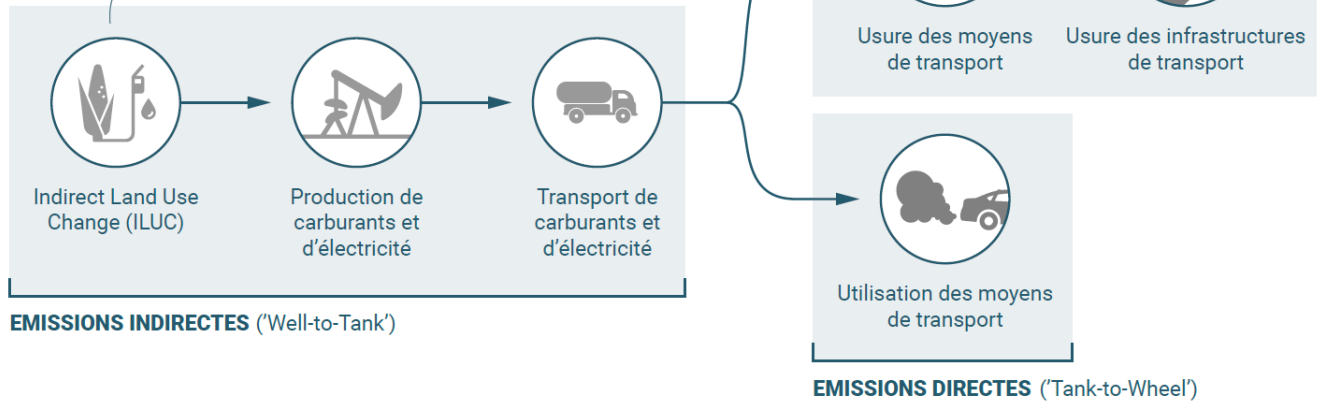 Usure des moyens
de transport
Usure des infrastructures
de transport
Indirect Land Use
Change (ILUC)
Production de
carburants et
d'électricité
Transport de
carburants et
d'électricité
EMISSIONS INDIRECTES ('Well-to-Tank')
Utilisation des moyens
de transport
EMISSIONS DIRECTES ('Tank-to-Wheel')